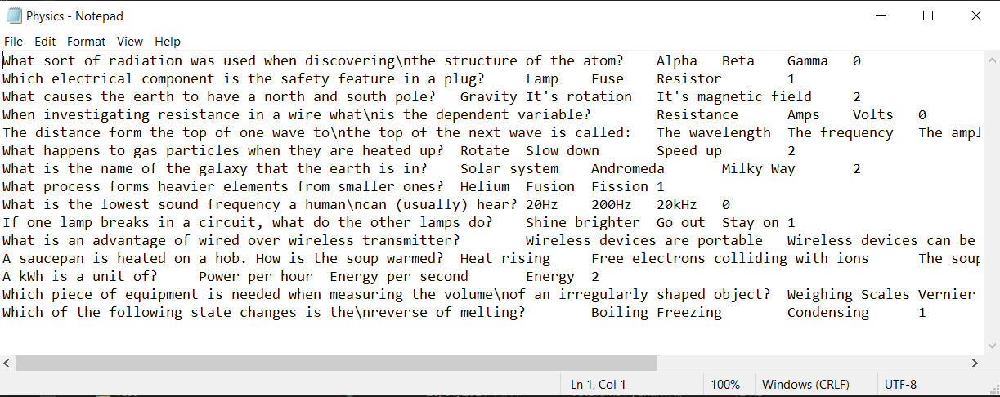 Physics - Notepad
File Edit Format View Help
What sort of radiation was used when discovering\nthe structure of the atom? Alpha Beta Gamma 0
Which electrical component is the safety feature in a plug? Lamp Fuse Resistor 1
What causes the earth to have a north and south pole? Gravity It's rotation It's magnetic field 2
When investigating resistance in a wire what\nis the dependent variable? Resistance Amps Volts 0
The distance form the top of one wave to\nthe top of the next wave is called: The wavelength The frequency The ampl
What happens to gas particles when they are heated up? Rotate Slow down Speed up 2
What is the name of the galaxy that the earth is in? Solar system Andromeda Milky Way 2
What process forms heavier elements from smaller ones? Helium Fusion Fission 1
What is the lowest sound frequency a human\ncan (usually) hear? 20Hz 200Hz 20kHz 0
If one lamp breaks in a circuit, what do the other lamps do? Shine brighter Go out Stay on 1
What is an advantage of wired over wireless transmitter? Wireless devices are portable Wireless devices can be
A saucepan is heated on a hob. How is the soup warmed? Heat rising Free electrons colliding with ions The soup
A kWh is a unit of? Power per hour Energy per second Energy 2
Which piece of equipment is needed when measuring the volume\nof an irregularly shaped object? Weighing Scales Vernier
Which of the following state changes is the\nreverse of melting? Boiling Freezing Condensing 1
Ln 1, Col 1 100% Windows (CRLF) UTF-8